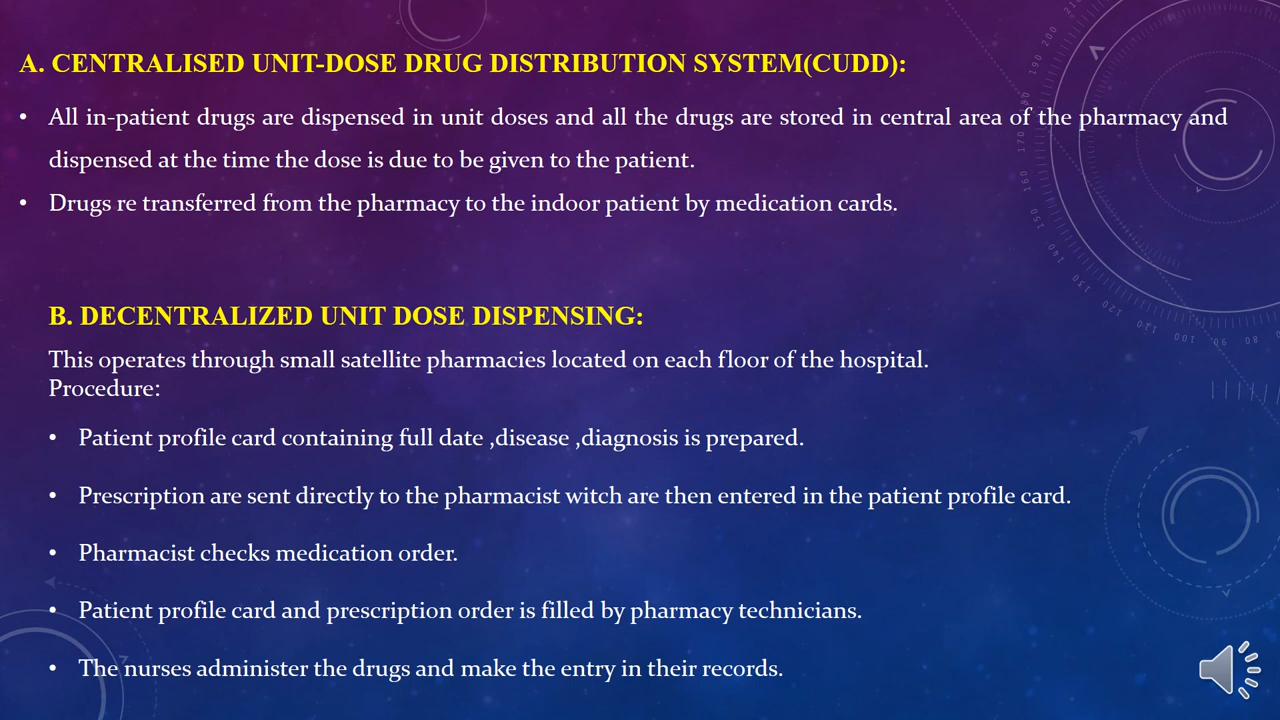 A. CENTRALISED UNIT-DOSE DRUG DISTRIBUTION SYSTEM(CUDD):
• All in-patient drugs are dispensed in unit doses and all the drugs are stored in central area of the pharmacy and
dispensed at the time the dose is due to be given to the patient.
• Drugs re transferred from the pharmacy to the indoor patient by medication cards.
B. DECENTRALIZED UNIT DOSE DISPENSING:
This operates through small satellite pharmacies located on each floor of the hospital.
Procedure:
• Patient profile card containing full date ,disease ,diagnosis is prepared.
• Prescription are sent directly to the pharmacist witch are then entered in the patient profile card.
• Pharmacist checks medication order.
• Patient profile card and prescription order is filled by pharmacy technicians.
• The nurses administer the drugs and make the entry in their records.